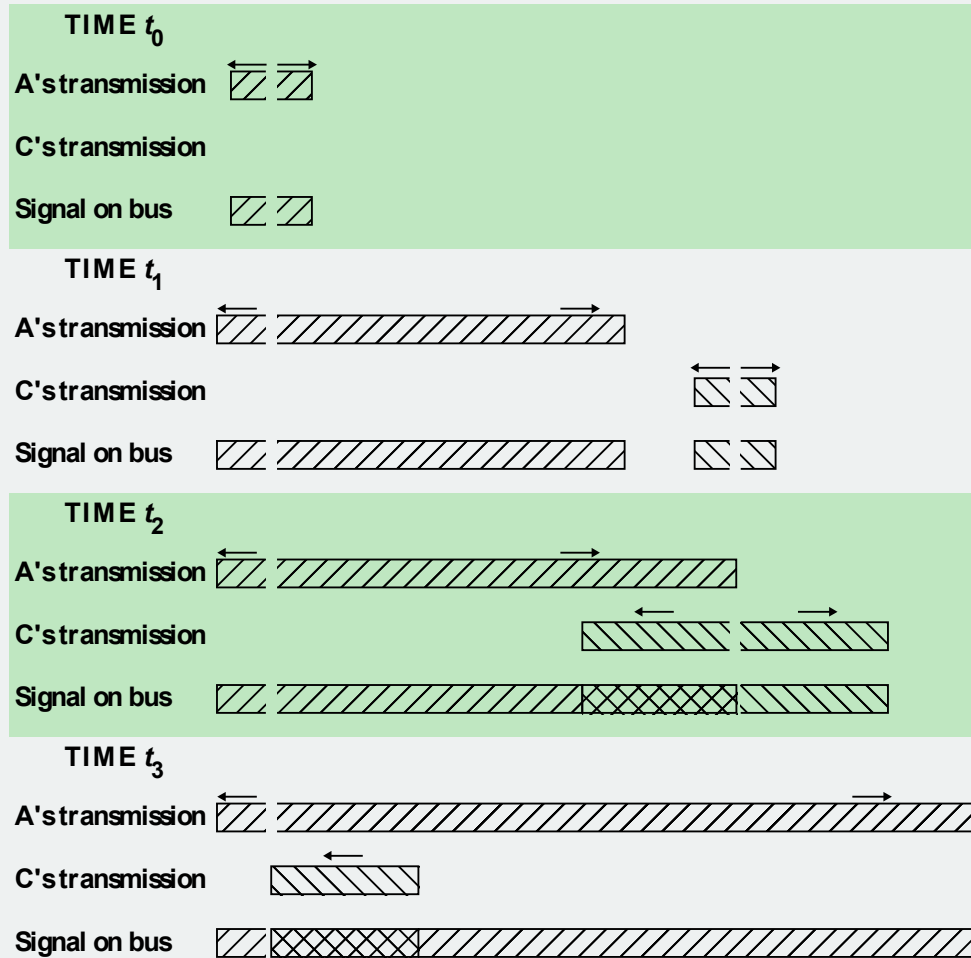 TIME t0
A's transmission
C's transmission
Signal on bus
TIME t1
A's transmission
C's transmission
Signal on bus
TIME t2
A's transmission
C's transmission
Signal on bus
TIME t3
A's transmission
C's transmission
Signal on bus